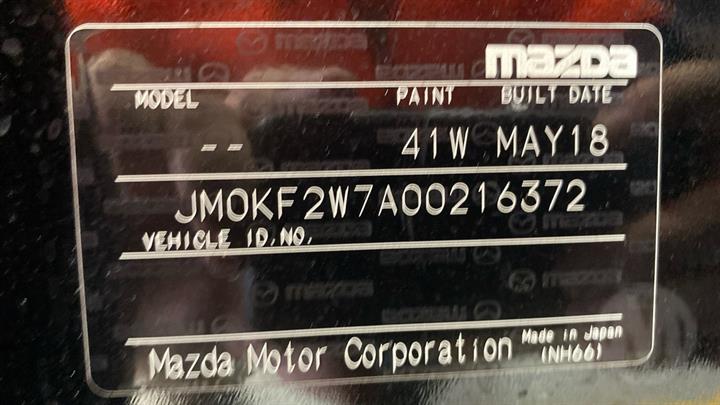 mazda
MODEL PAINT BUILT DATE
-- 41W MAY18
JM0KF2W7A00216372
VEHICLE ID.NO.
Mazda Motor Corporation Made in Japan
(NH66)